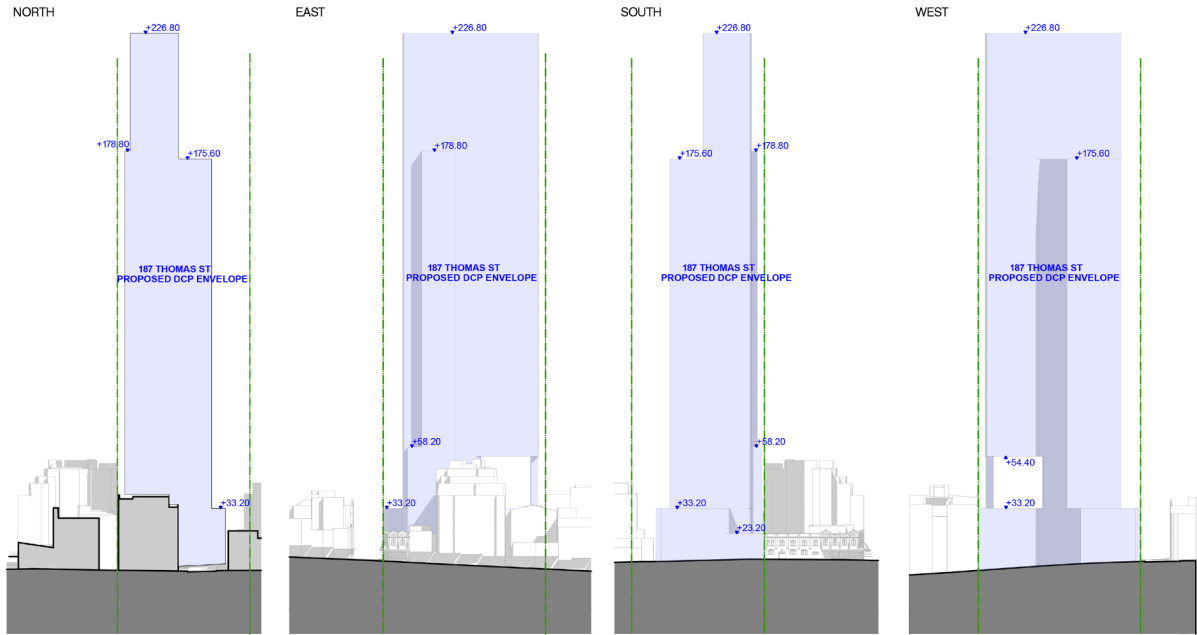 NORTH
+226.80
+178.80
+175.60
187 THOMAS ST
PROPOSED DCP ENVELOPE
+33.20
EAST
+226.80
+178.80
187 THOMAS ST
PROPOSED DCP ENVELOPE
+58.20
+33.20
SOUTH
+226.80
+178.80
+175.60
187 THOMAS ST
PROPOSED DCP ENVELOPE
+58.20
+33.20
+23.20
WEST
+226.80
+175.60
187 THOMAS ST
PROPOSED DCP ENVELOPE
+54.40
+33.20